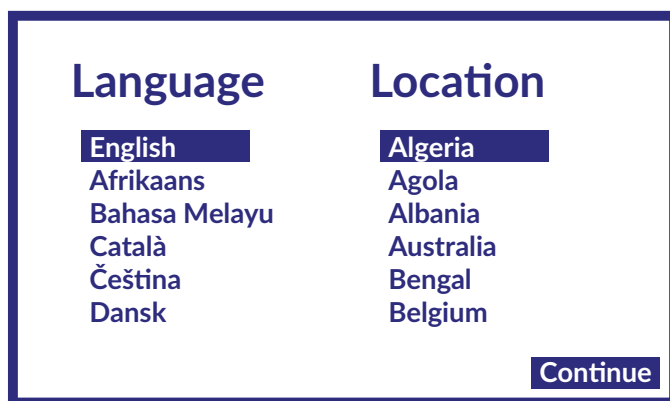 Language
English
Afrikaans
Bahasa Melayu
Català
Čeština
Dansk
Location
Algeria
Agola
Albania
Australia
Bengal
Belgium
Continue